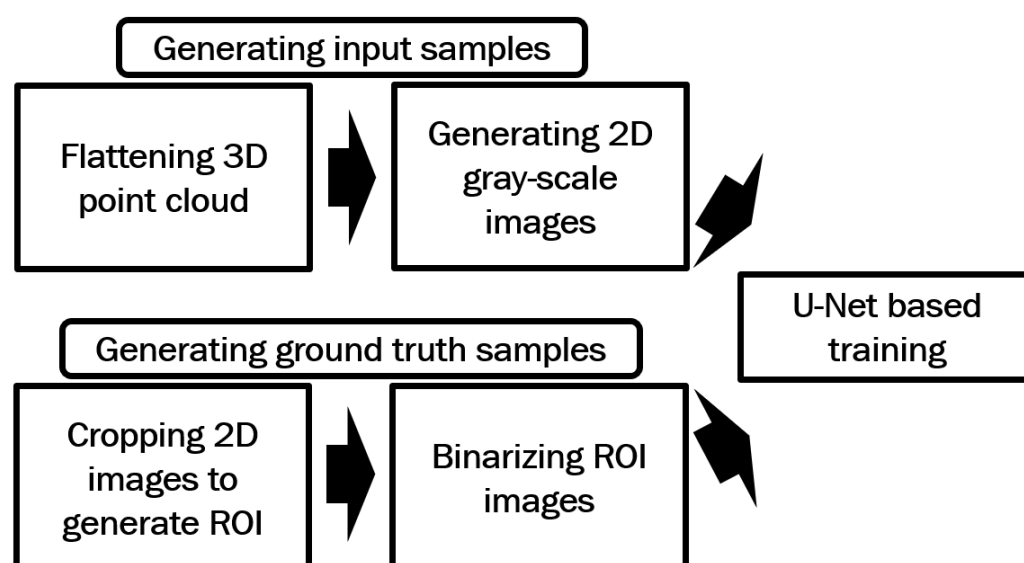 Generating input samples
Flattening 3D
point cloud
Generating 2D
gray-scale
images
Generating ground truth samples
Cropping 2D
images to
generate ROI
Binarizing ROI
images
U-Net based
training